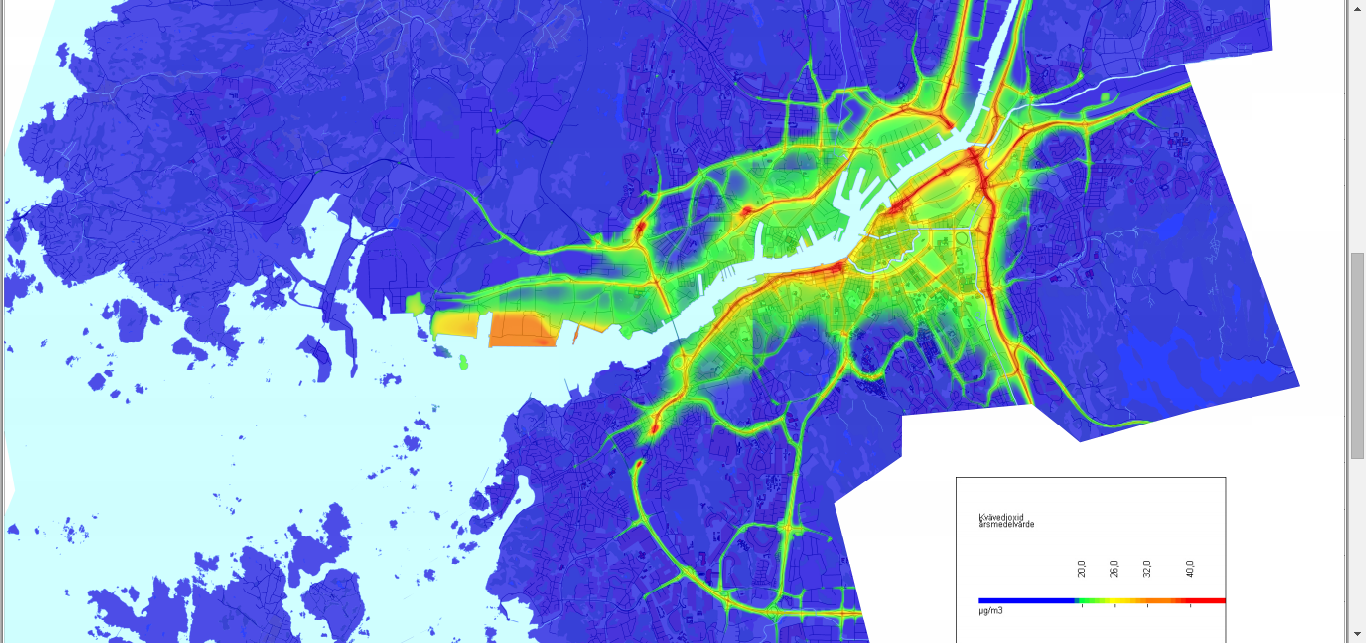 Kvävedioxid
årsmedelvärde
20,0 26,0 32,0 40,0
µg/m3